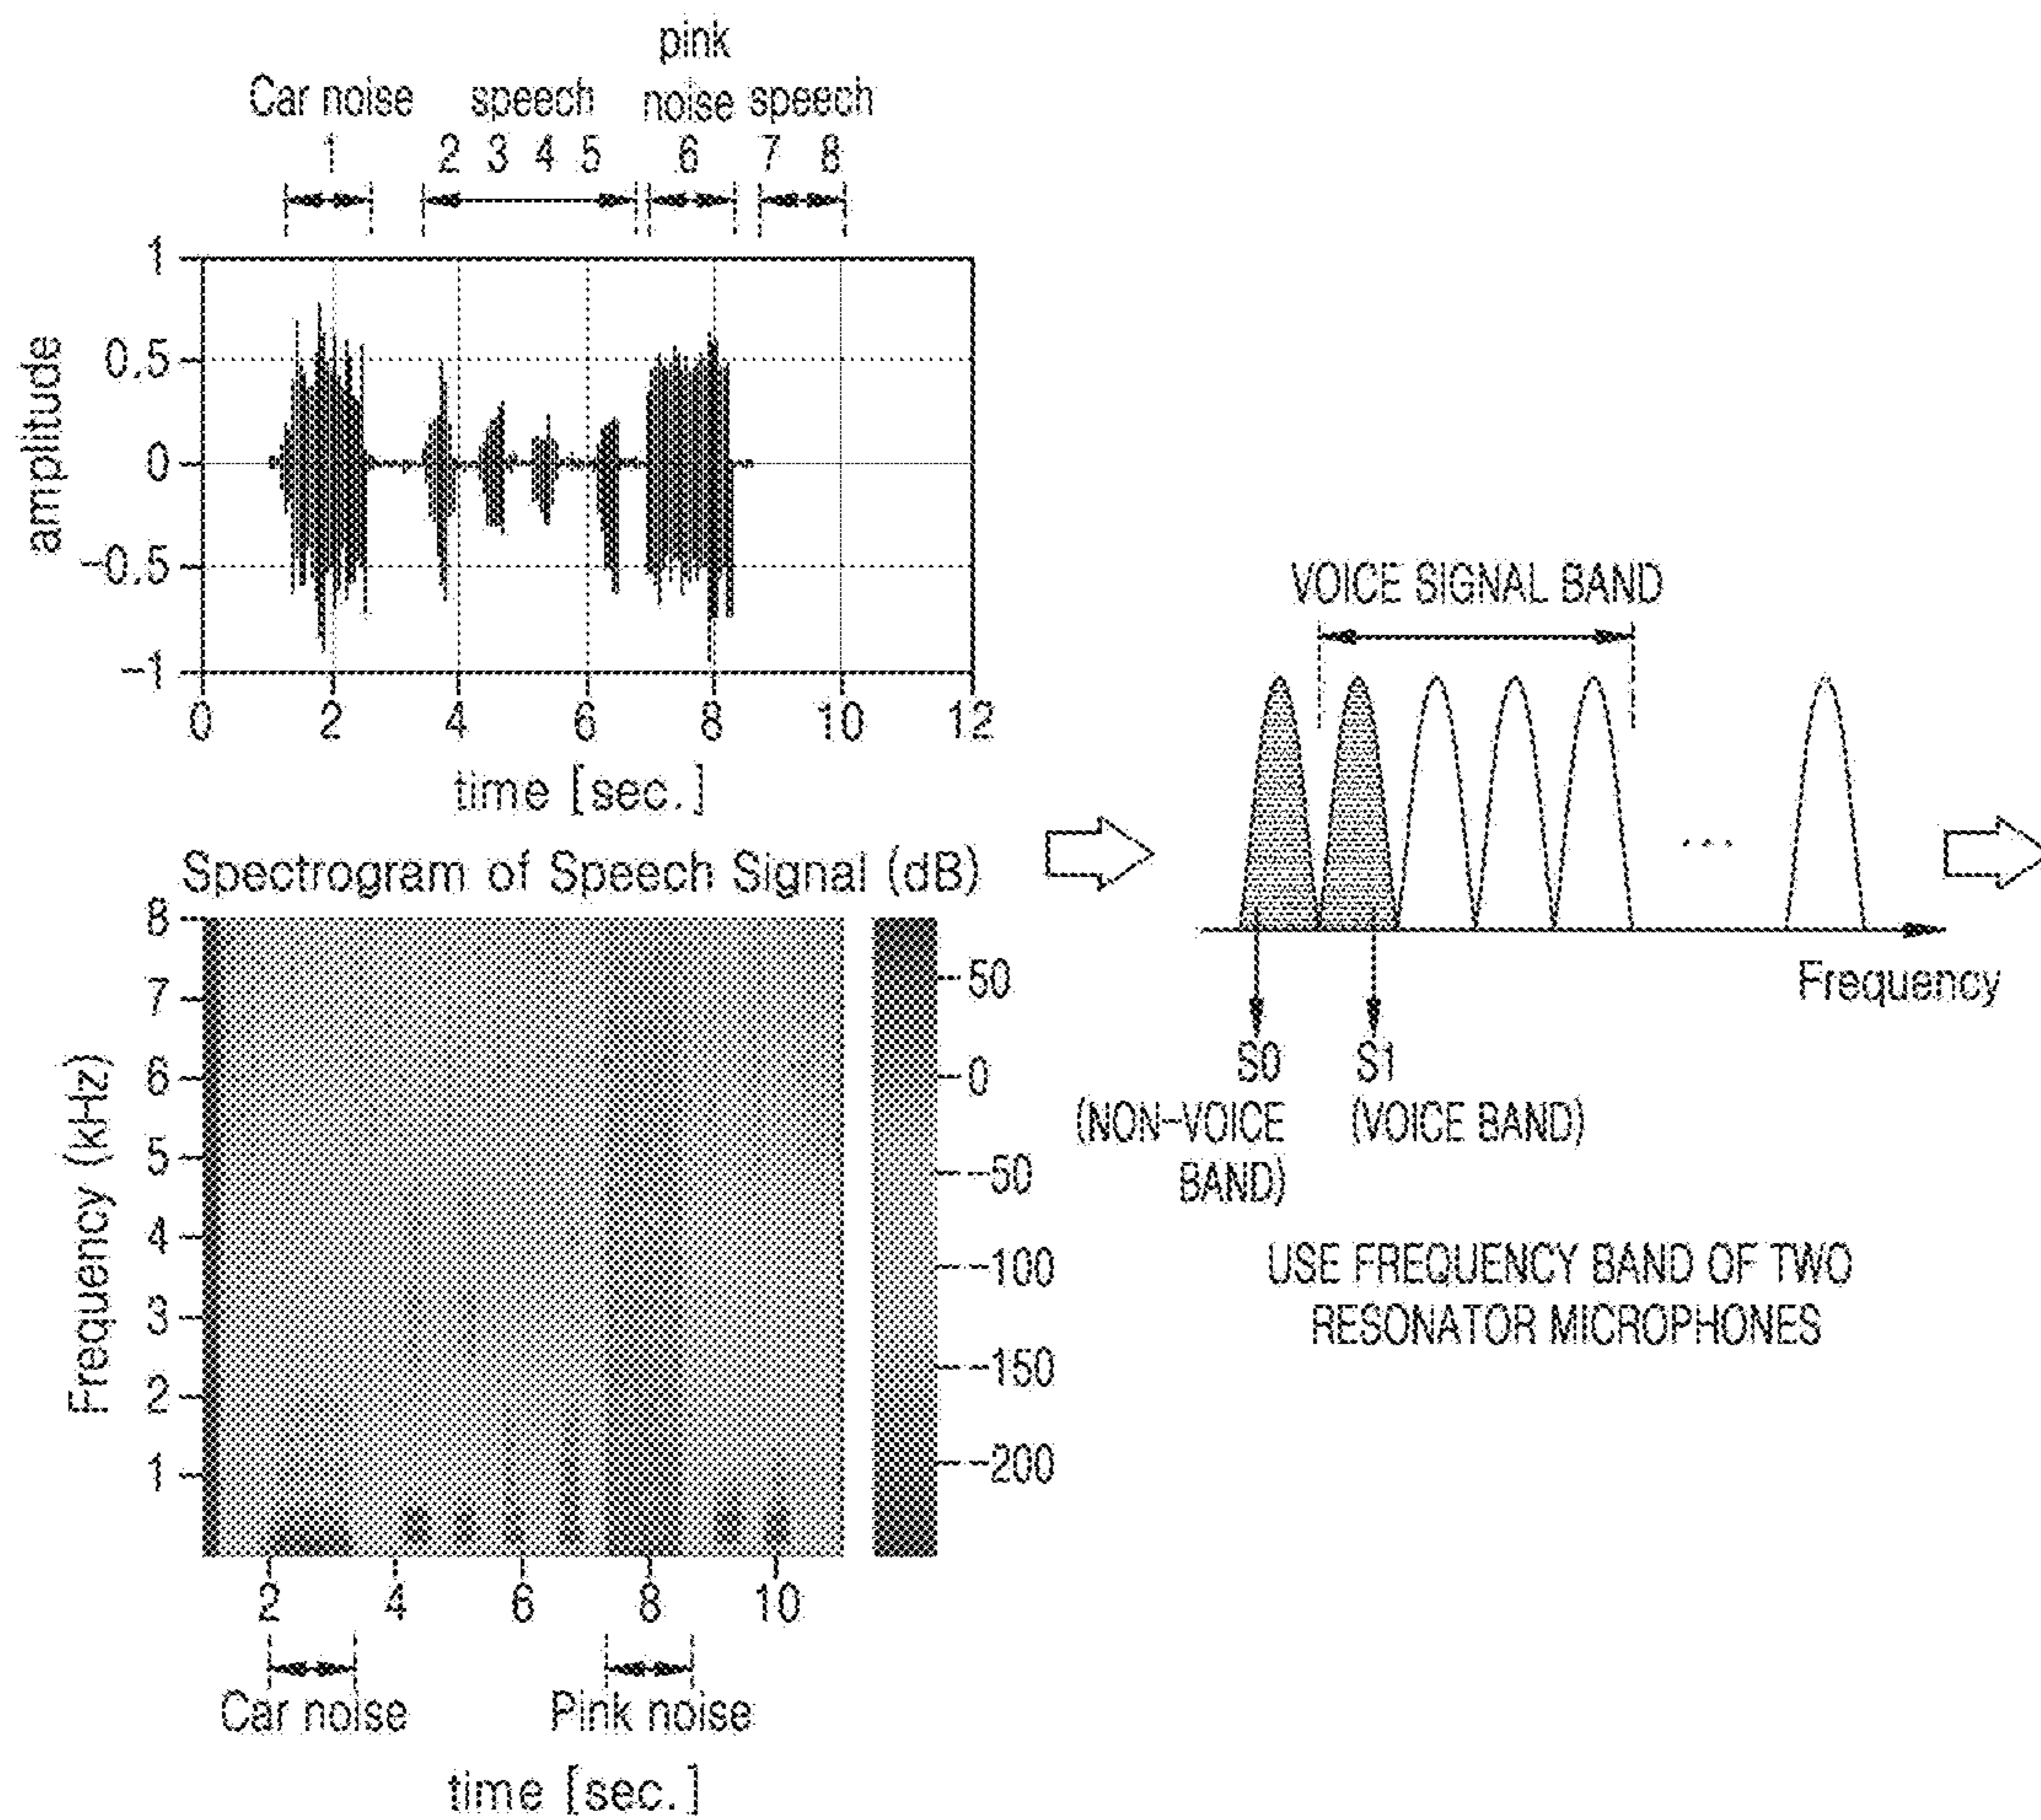 pink
Car noise speech noise speech
1 2 3 4 5 6 7 8
1
0.5
0
-0.5
-1
amplitude
0 2 4 6 8 10 12
time [sec.]
Spectrogram of Speech Signal (dB)
8
7
6
5
4
3
2
1
Frequency (kHz)
50
0
-50
-100
-150
-200
2 4 6 8 10
Car noise Pink noise
time [sec.]
VOICE SIGNAL BAND
...
Frequency
S0 S1
(NON-VOICE (VOICE BAND)
BAND)
USE FREQUENCY BAND OF TWO
RESONATOR MICROPHONES